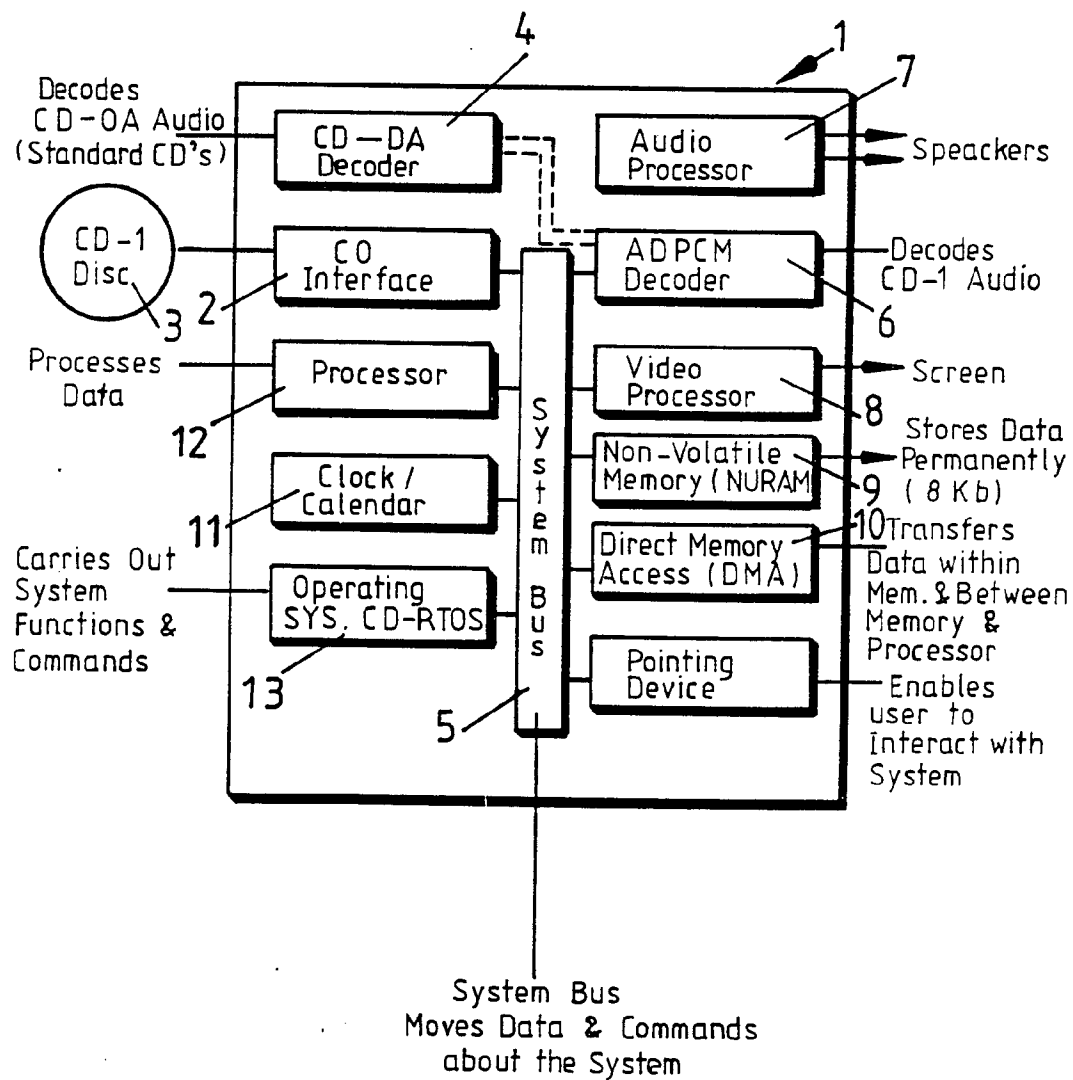 4
1
7
Decodes
CD-OA Audio
(Standard CD's)
CD-DA
Decoder
Audio
Processor
Speackers
CD-1
Disc
3
2
CO
Interface
ADPCM
Decoder
Decodes
CD-1 Audio
6
Processes
Data
12
Processor
Video
Processor
8
Screen
11
Clock/
Calendar
Non-Volatile
Memory (NURAM
9
Stores Data
Permanently
(8 Kb)
Carries Out
System
Functions &
Commands
Operating
SYS. CD-RTOS
13
Direct Memory
Access (DMA)
10
Transfers
Data within
Mem. & Between
Memory &
Processor
System Bus
5
Pointing
Device
Enables
user to
Interact with
System
System Bus
Moves Data & Commands
about the System